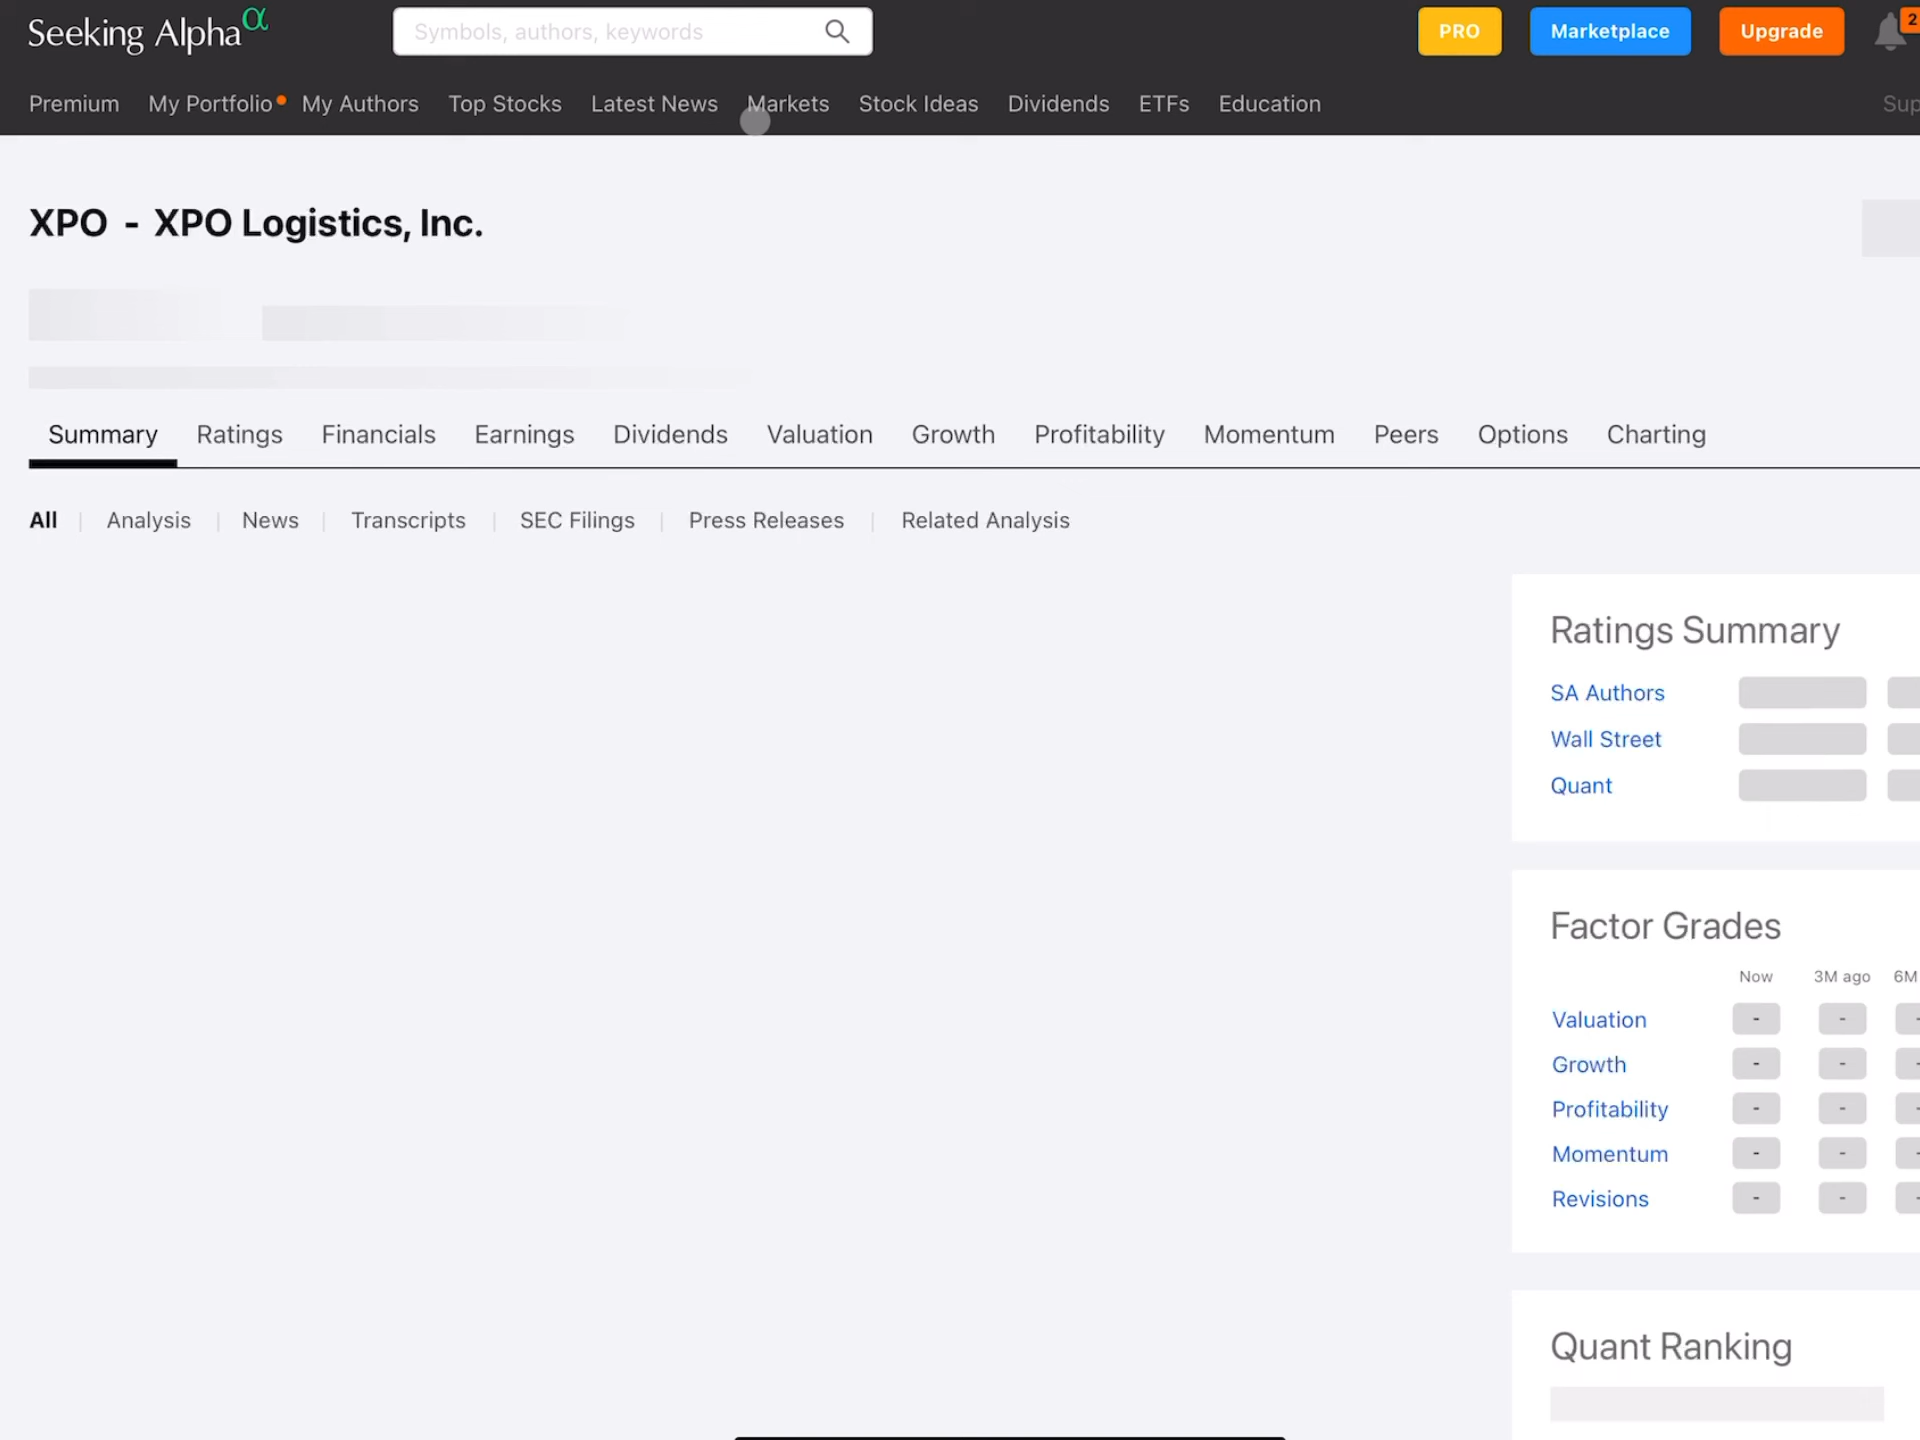 Seeking Alpha α
Symbols, authors, keywords
PRO
Marketplace
Upgrade
2
Premium My Portfolio My Authors Top Stocks Latest News Markets Stock Ideas Dividends ETFs Education
XPO - XPO Logistics, Inc.
Summary Ratings Financials Earnings Dividends Valuation Growth Profitability Momentum Peers Options Charting
All | Analysis | News | Transcripts | SEC Filings | Press Releases | Related Analysis
Ratings Summary
SA Authors
Wall Street
Quant
Factor Grades
Now 3M ago 6M
Valuation - - -
Growth - - -
Profitability - - -
Momentum - - -
Revisions - - -
Quant Ranking